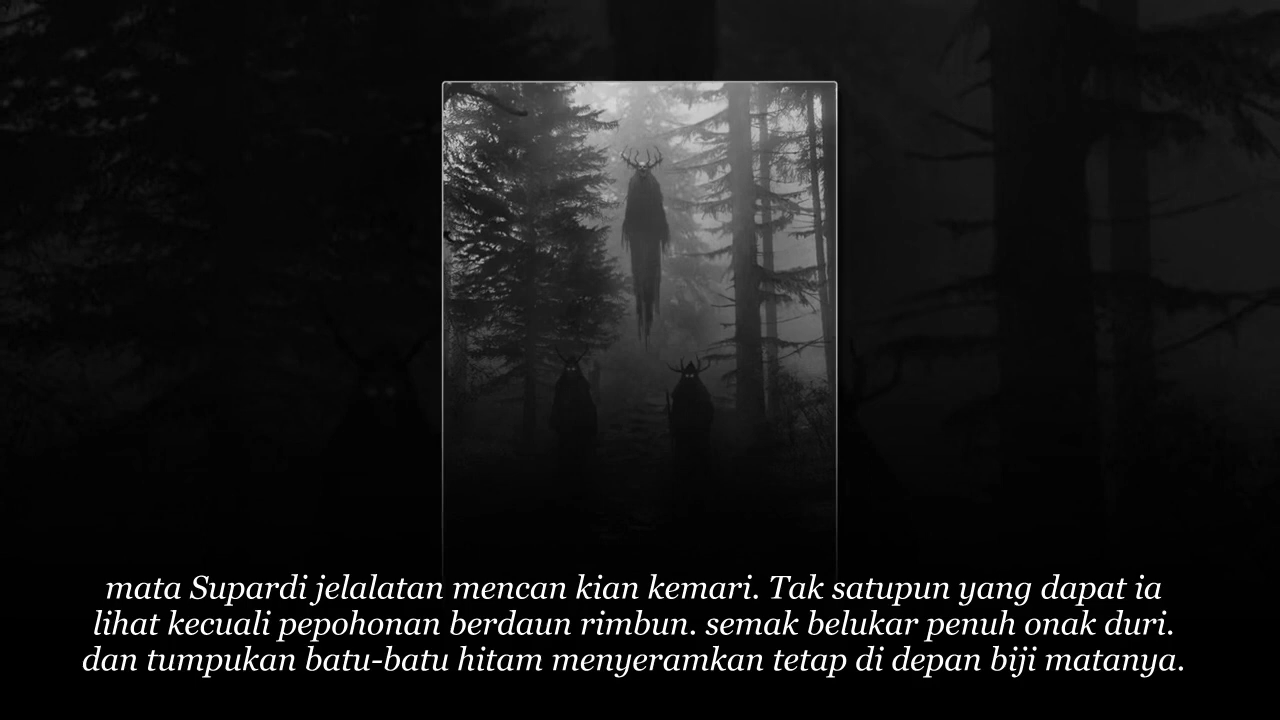 mata Supardi jelalatan mencan kian kemari. Tak satupun yang dapat ia
lihat kecuali pepohonan berdaun rimbun. semak belukar penuh onak duri.
dan tumpukan batu-batu hitam menyeramkan tetap di depan biji matanya.